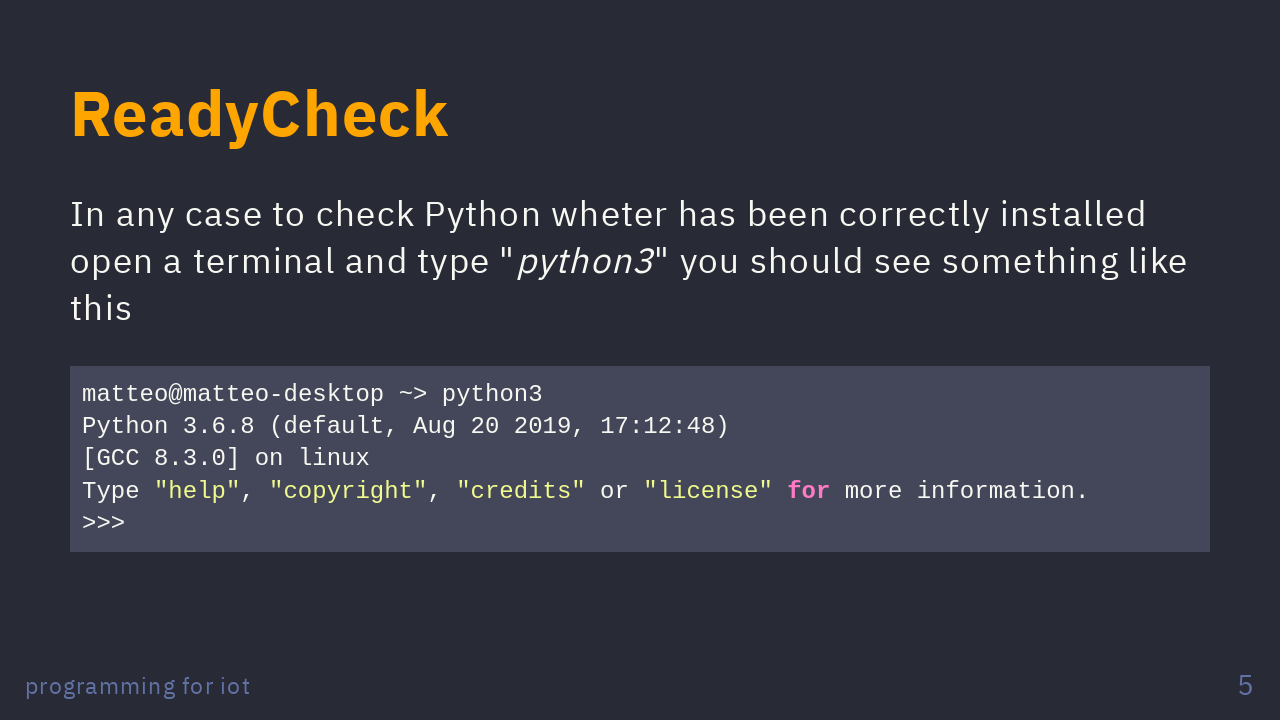 ReadyCheck
In any case to check Python wheter has been correctly installed
open a terminal and type "python3" you should see something like
this
matteo@matteo-desktop ~> python3
Python 3.6.8 (default, Aug 20 2019, 17:12:48)
[GCC 8.3.0] on linux
Type "help", "copyright", "credits" or "license" for more information.
>>>
programming for iot
5